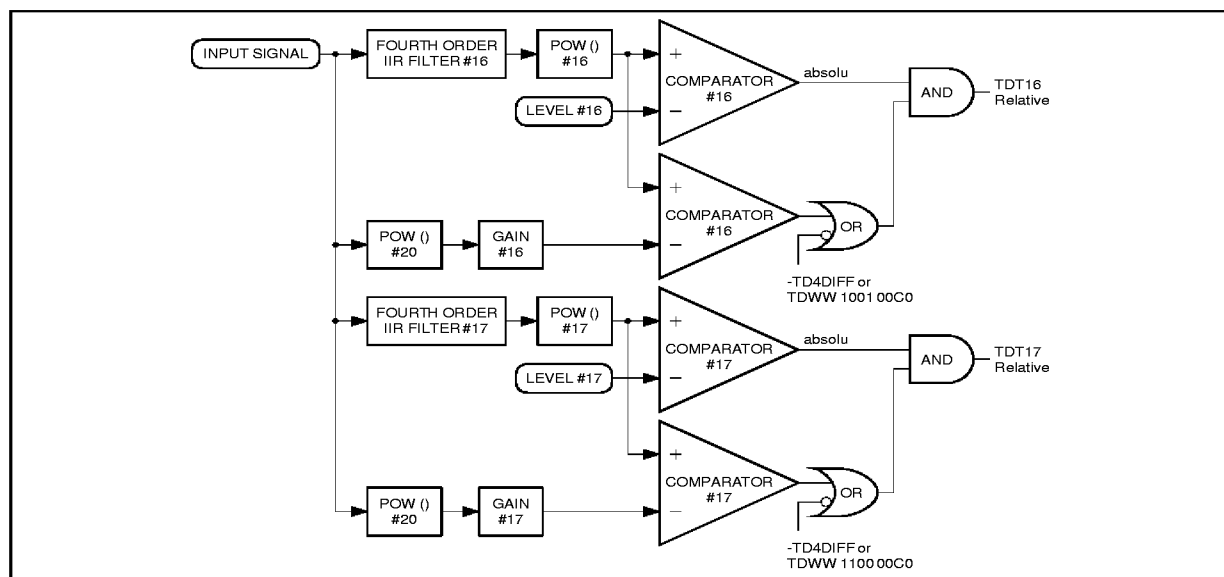 INPUT SIGNAL
FOURTH ORDER
IIR FILTER #16
POW ()
#16
+
COMPARATOR
#16
−
LEVEL #16
absolu
AND
TDT16
Relative
+
COMPARATOR
#16
−
POW ()
#20
GAIN
#16
OR
-TD4DIFF or
TDWW 1001 00C0
FOURTH ORDER
IIR FILTER #17
POW ()
#17
+
COMPARATOR
#17
−
LEVEL #17
absolu
AND
TDT17
Relative
+
COMPARATOR
#17
−
POW ()
#20
GAIN
#17
OR
-TD4DIFF or
TDWW 1100 00C0